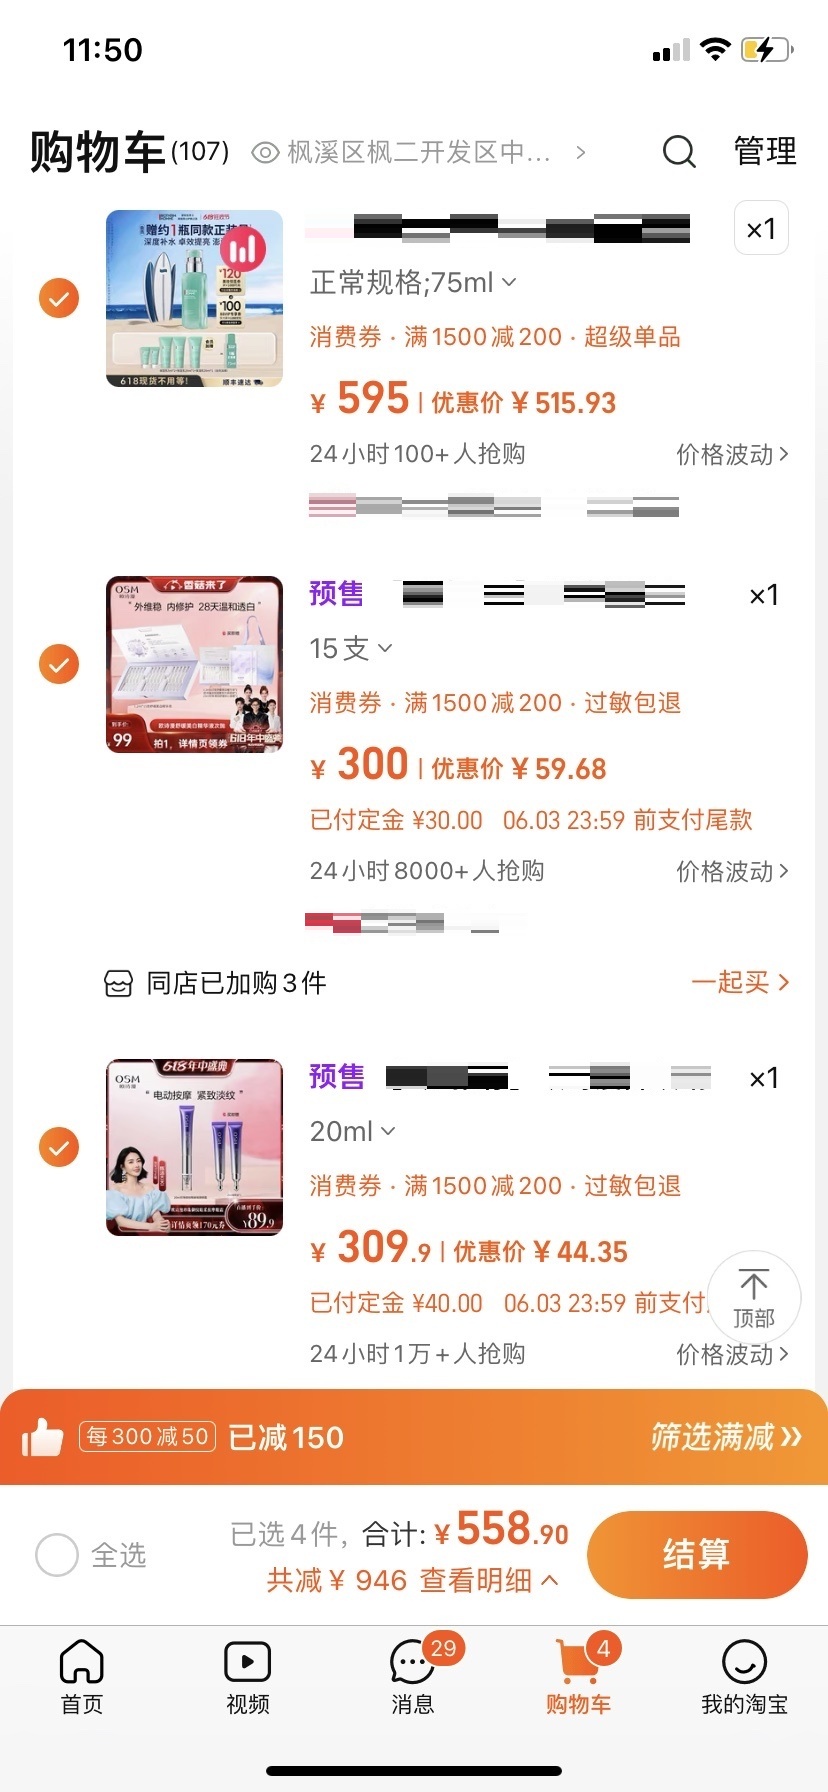 11:50
购物车(107) 枫溪区枫二开发区中... 管理
赠约1瓶同款正装
深度补水 卓效提亮
120
100
618现货不用等!
顺丰速达
×1
正常规格;75ml
消费券 · 满1500减200 · 超级单品
¥ 595 | 优惠价 ¥ 515.93
24小时100+人抢购 价格波动
OSM
香菇来了
"外维稳 内修护 28天温和透白"
99
拍1, 详情页领券
618年中盛典
预售 ×1
15支
消费券 · 满1500减200 · 过敏包退
¥ 300 | 优惠价 ¥ 59.68
已付定金 ¥30.00 06.03 23:59 前支付尾款
24小时8000+人抢购 价格波动
同店已加购3件 一起买
618年中盛典
OSM
"电动按摩 紧致淡纹"
详情页领170元券
¥89.9
预售 ×1
20ml
消费券 · 满1500减200 · 过敏包退
¥ 309.9 | 优惠价 ¥ 44.35
已付定金 ¥40.00 06.03 23:59 前支付
24小时1万+人抢购 价格波动
顶部
每300减50 已减150 筛选满减
全选 已选4件, 合计: ¥558.90 结算
共减¥ 946 查看明细
29 4
首页 视频 消息 购物车 我的淘宝